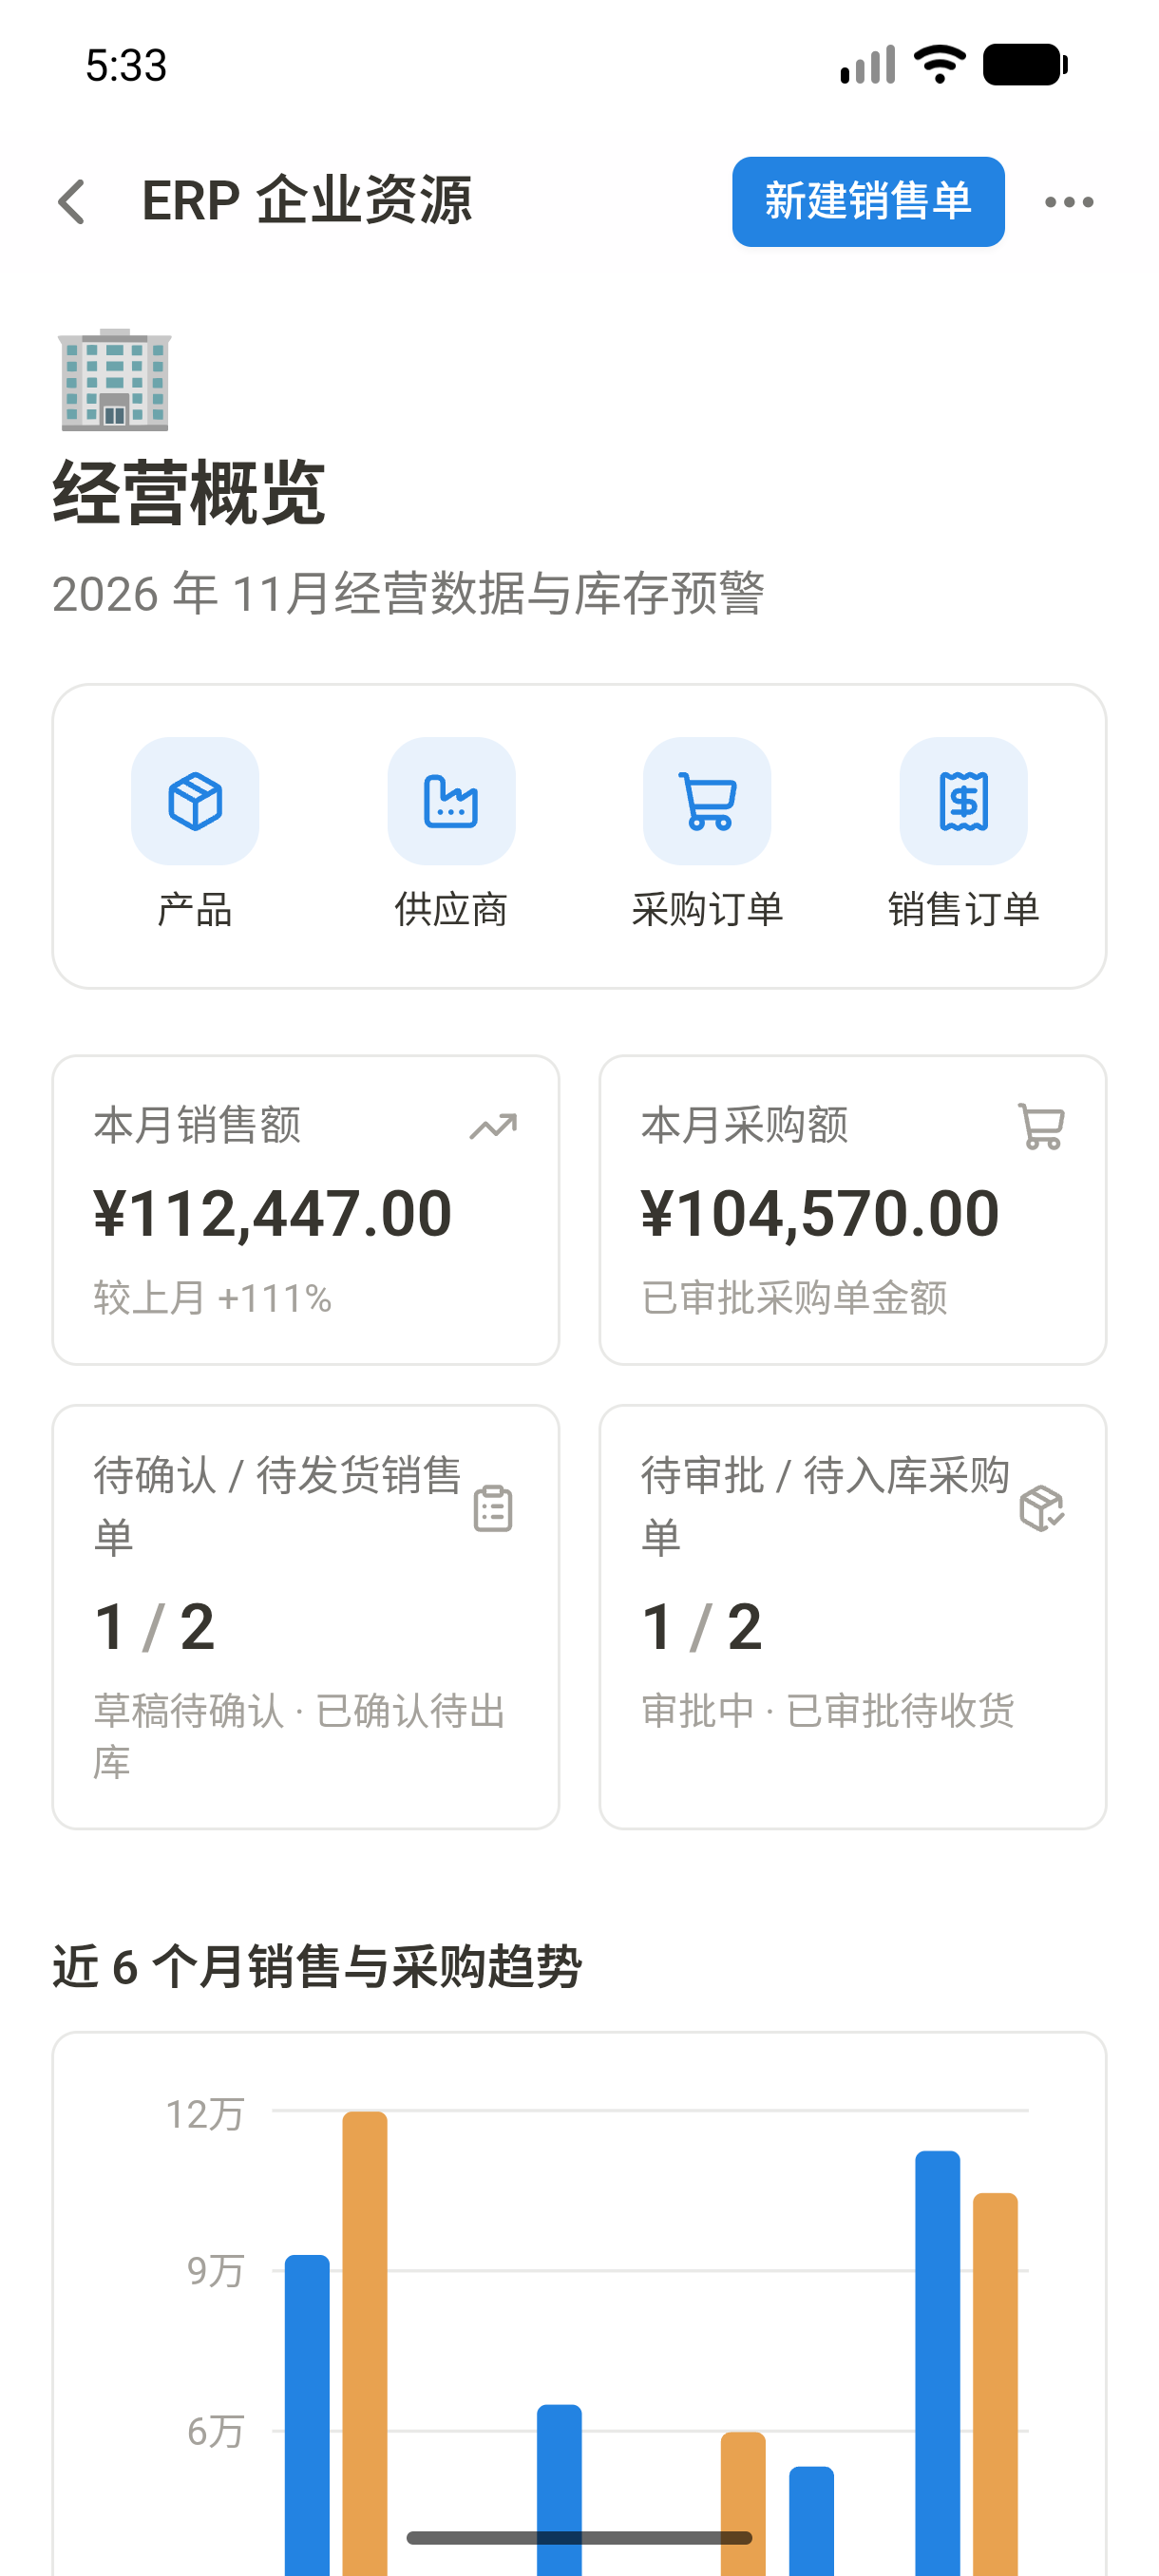 5:33
ERP 企业资源
新建销售单
经营概览
2026 年 11月经营数据与库存预警
产品
供应商
采购订单
销售订单
本月销售额
¥112,447.00
较上月 +111%
本月采购额
¥104,570.00
已审批采购单金额
待确认 / 待发货销售
单
1 / 2
草稿待确认 · 已确认待出
库
待审批 / 待入库采购
单
1 / 2
审批中 · 已审批待收货
近 6 个月销售与采购趋势
12万
9万
6万